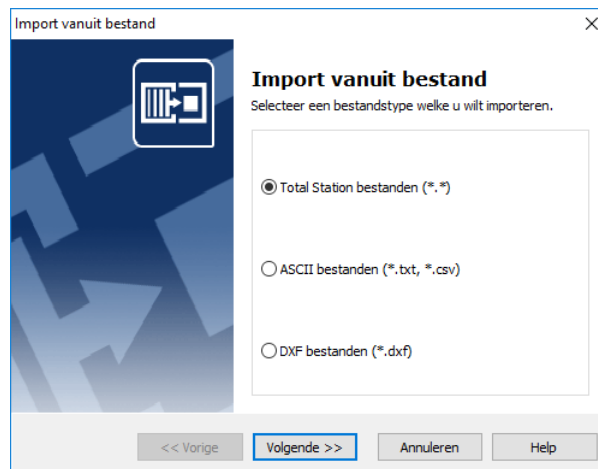 Import vanuit bestand
Import vanuit bestand
Selecteer een bestandstype welke u wilt importeren.
Total Station bestanden (*.*)
ASCII bestanden (*.txt, *.csv)
DXF bestanden (*.dxf)
<< Vorige
Volgende >>
Annuleren
Help